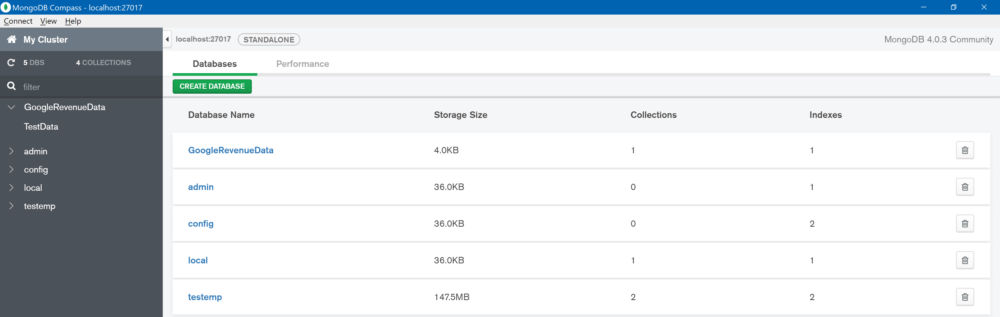 MongoDB Compass - localhost:27017
Connect View Help
My Cluster
localhost:27017 STANDALONE MongoDB 4.0.3 Community
5 DBS 4 COLLECTIONS
Databases Performance
filter
CREATE DATABASE
GoogleRevenueData
TestData
admin
config
local
testemp
Database Name Storage Size Collections Indexes
GoogleRevenueData 4.0KB 1 1
admin 36.0KB 0 1
config 36.0KB 0 2
local 36.0KB 1 1
testemp 147.5MB 2 2